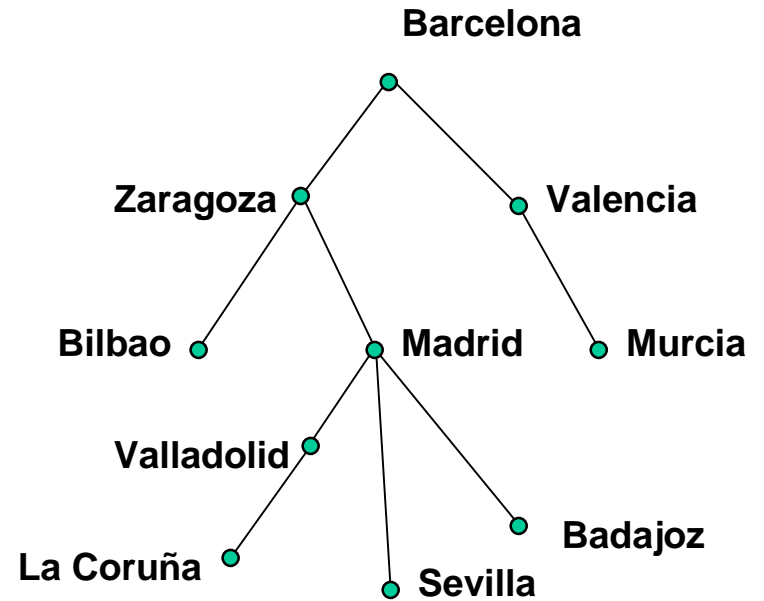 Barcelona
Zaragoza
Valencia
Bilbao
Madrid
Murcia
Valladolid
Badajoz
La Coruña
Sevilla